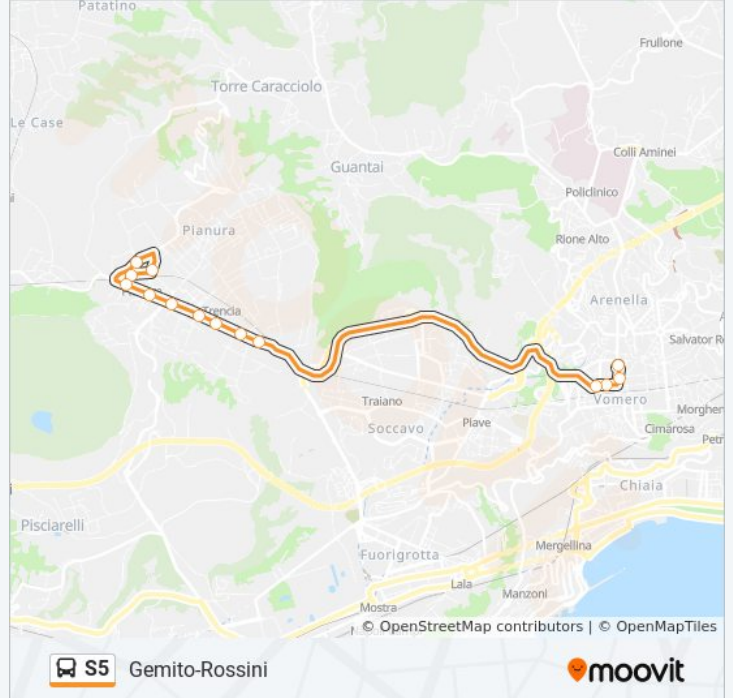 Patatino
Frullone
Torre Caracciolo
Le Case
Colli Aminei
Guantai
Policlinico
Pianura
Rione Alto
Arenella
Trencia
Salvator R
Vomero
Traiano
Morghen
Piave
Cimarosa
Soccavo
Petr
Chiaia
Pisciarelli
Mergellina
Fuorigrotta
Lala
Manzoni
Mostra
© OpenStreetMap contributors | © OpenMapTiles
S5 Gemito-Rossini
moovit